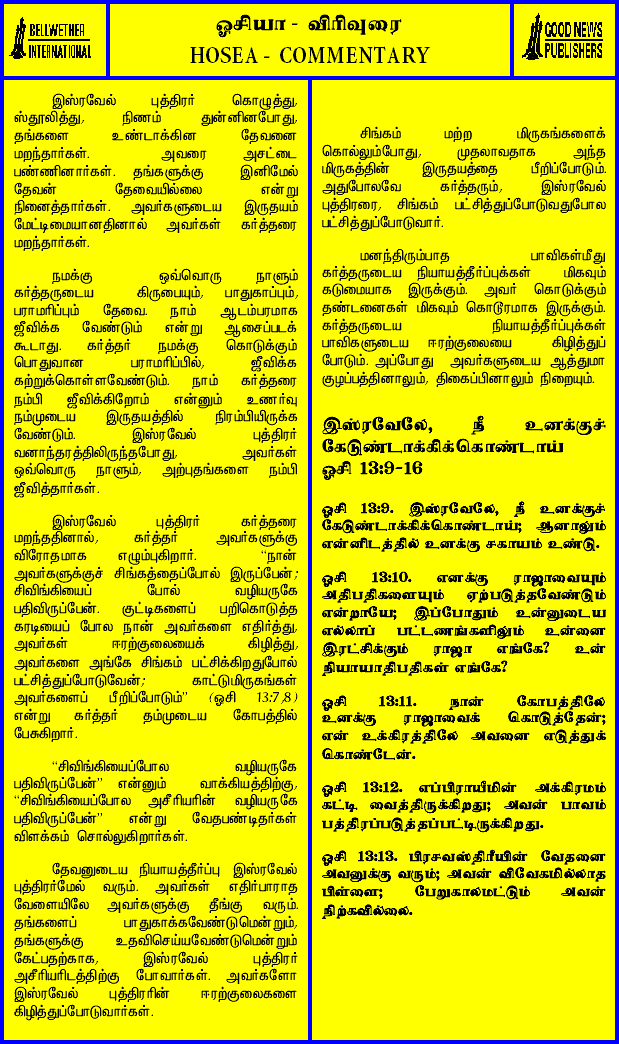 BELLWETHER
INTERNATIONAL
ஓசியா - விரிவுரை
HOSEA - COMMENTARY
GOOD NEWS
PUBLISHERS
இஸ்ரவேல் புத்திரர் கொழுத்து,
ஸ்தூலித்து, நிணம் துன்னினபோது,
தங்களை உண்டாக்கின தேவனை
மறந்தார்கள். அவரை அசட்டை
பண்ணினார்கள். தங்களுக்கு இனிமேல்
தேவன் தேவையில்லை என்று
நினைத்தார்கள். அவர்களுடைய இருதயம்
மேட்டிமையானதினால் அவர்கள் கர்த்தரை
மறந்தார்கள்.
நமக்கு ஒவ்வொரு நாளும்
கர்த்தருடைய கிருபையும், பாதுகாப்பும்,
பராமரிப்பும் தேவை. நாம் ஆடம்பரமாக
ஜீவிக்க வேண்டும் என்று ஆசைப்படக்
கூடாது. கர்த்தர் நமக்கு கொடுக்கும்
பொதுவான பராமரிப்பில், ஜீவிக்க
கற்றுக்கொள்ளவேண்டும். நாம் கர்த்தரை
நம்பி ஜீவிக்கிறோம் என்னும் உணர்வு
நம்முடைய இருதயத்தில் நிரம்பியிருக்க
வேண்டும். இஸ்ரவேல் புத்திரர்
வனாந்தரத்திலிருந்தபோது, அவர்கள்
ஒவ்வொரு நாளும், அற்புதங்களை நம்பி
ஜீவித்தார்கள்.
இஸ்ரவேல் புத்திரர் கர்த்தரை
மறந்ததினால், கர்த்தர் அவர்களுக்கு
விரோதமாக எழும்புகிறார். “நான்
அவர்களுக்குச் சிங்கத்தைப்போல் இருப்பேன்;
சிவிங்கியைப் போல் வழியருகே
பதிவிருப்பேன். குட்டிகளைப் பறிகொடுத்த
கரடியைப் போல நான் அவர்களை எதிர்த்து,
அவர்கள் ஈரற்குலையைக் கிழித்து,
அவர்களை அங்கே சிங்கம் பட்சிக்கிறதுபோல்
பட்சித்துப்போடுவேன்; காட்டுமிருகங்கள்
அவர்களைப் பீறிப்போடும்” (ஓசி 13:7,8)
என்று கர்த்தர் தம்முடைய கோபத்தில்
பேசுகிறார்.
“சிவிங்கியைப்போல வழியருகே
பதிவிருப்பேன்” என்னும் வாக்கியத்திற்கு,
“சிவிங்கியைப்போல அசீரியரின் வழியருகே
பதிவிருப்பேன்” என்று வேதபண்டிதர்கள்
விளக்கம் சொல்லுகிறார்கள்.
தேவனுடைய நியாயத்தீர்ப்பு இஸ்ரவேல்
புத்திரர்மேல் வரும். அவர்கள் எதிர்பாராத
வேளையிலே அவர்களுக்கு தீங்கு வரும்.
தங்களைப் பாதுகாக்கவேண்டுமென்றும்,
தங்களுக்கு உதவிசெய்யவேண்டுமென்றும்
கேட்பதற்காக, இஸ்ரவேல் புத்திரர்
அசீரியரிடத்திற்கு போவார்கள். அவர்களோ
இஸ்ரவேல் புத்திரரின் ஈரற்குலைகளை
கிழித்துப்போடுவார்கள்.
சிங்கம் மற்ற மிருகங்களைக்
கொல்லும்போது, முதலாவதாக அந்த
மிருகத்தின் இருதயத்தை பீறிப்போடும்.
அதுபோலவே கர்த்தரும், இஸ்ரவேல்
புத்திரரை, சிங்கம் பட்சித்துப்போடுவதுபோல
பட்சித்துப்போடுவார்.
மனந்திரும்பாத பாவிகள்மீது
கர்த்தருடைய நியாயத்தீர்ப்புக்கள் மிகவும்
கடுமையாக இருக்கும். அவர் கொடுக்கும்
தண்டனைகள் மிகவும் கொடூரமாக இருக்கும்.
கர்த்தருடைய நியாயத்தீர்ப்புக்கள்
பாவிகளுடைய ஈரற்குலையை கிழித்துப்
போடும். அப்போது அவர்களுடைய ஆத்துமா
குழப்பத்தினாலும், திகைப்பினாலும் நிறையும்.
இஸ்ரவேலே, நீ உனக்குச்
கேடுண்டாக்கிக்கொண்டாய்
ஓசி 13:9-16
ஓசி 13:9. இஸ்ரவேலே, நீ உனக்குச்
கேடுண்டாக்கிக்கொண்டாய்; ஆனாலும்
என்னிடத்தில் உனக்கு சகாயம் உண்டு.
ஓசி 13:10. எனக்கு ராஜாவையும்
அதிபதிகளையும் ஏற்படுத்தவேண்டும்
என்றாயே; இப்போதும் உன்னுடைய
எல்லாப் பட்டணங்களிலும் உன்னை
இரட்சிக்கும் ராஜா எங்கே? உன்
நியாயாதிபதிகள் எங்கே?
ஓசி 13:11. நான் கோபத்திலே
உனக்கு ராஜாவைக் கொடுத்தேன்;
என் உக்கிரத்திலே அவனை எடுத்துக்
கொண்டேன்.
ஓசி 13:12. எப்பிராயீமின் அக்கிரமம்
கட்டி வைத்திருக்கிறது; அவன் பாவம்
பத்திரப்படுத்தப்பட்டிருக்கிறது.
ஓசி 13:13. பிரசவஸ்திரீயின் வேதனை
அவனுக்கு வரும்; அவன் விவேகமில்லாத
பிள்ளை; பேறுகாலமட்டும் அவன்
நிற்கவில்லை.